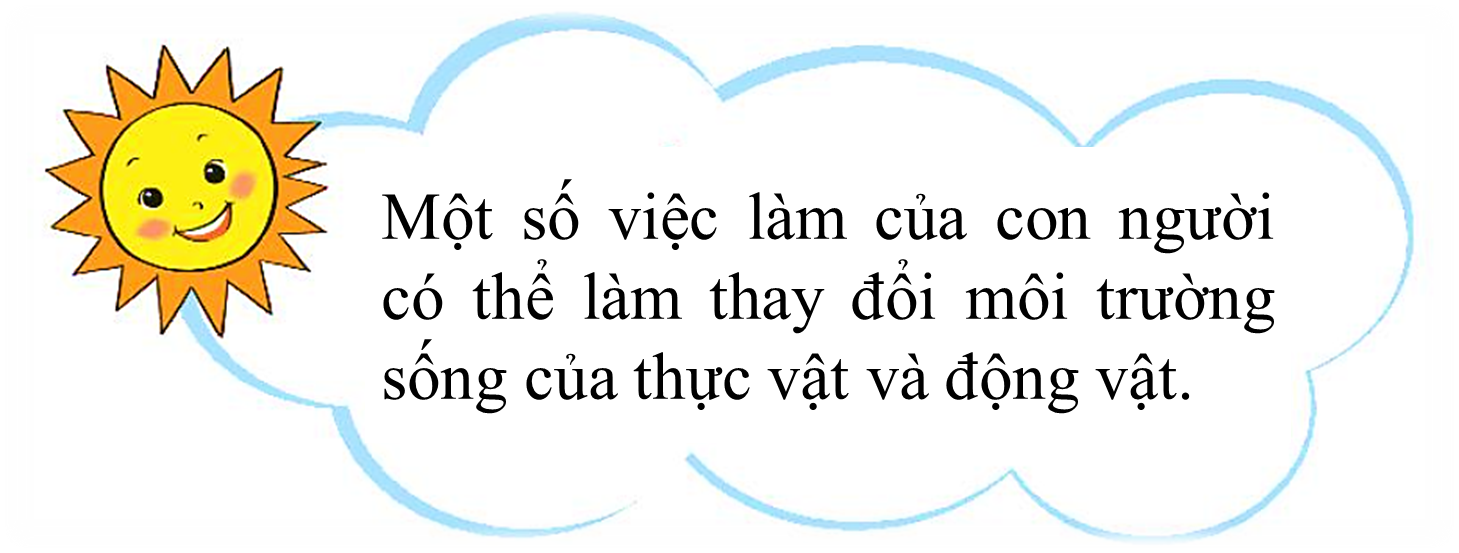 Một số việc làm của con người
có thể làm thay đổi môi trường
sống của thực vật và động vật.